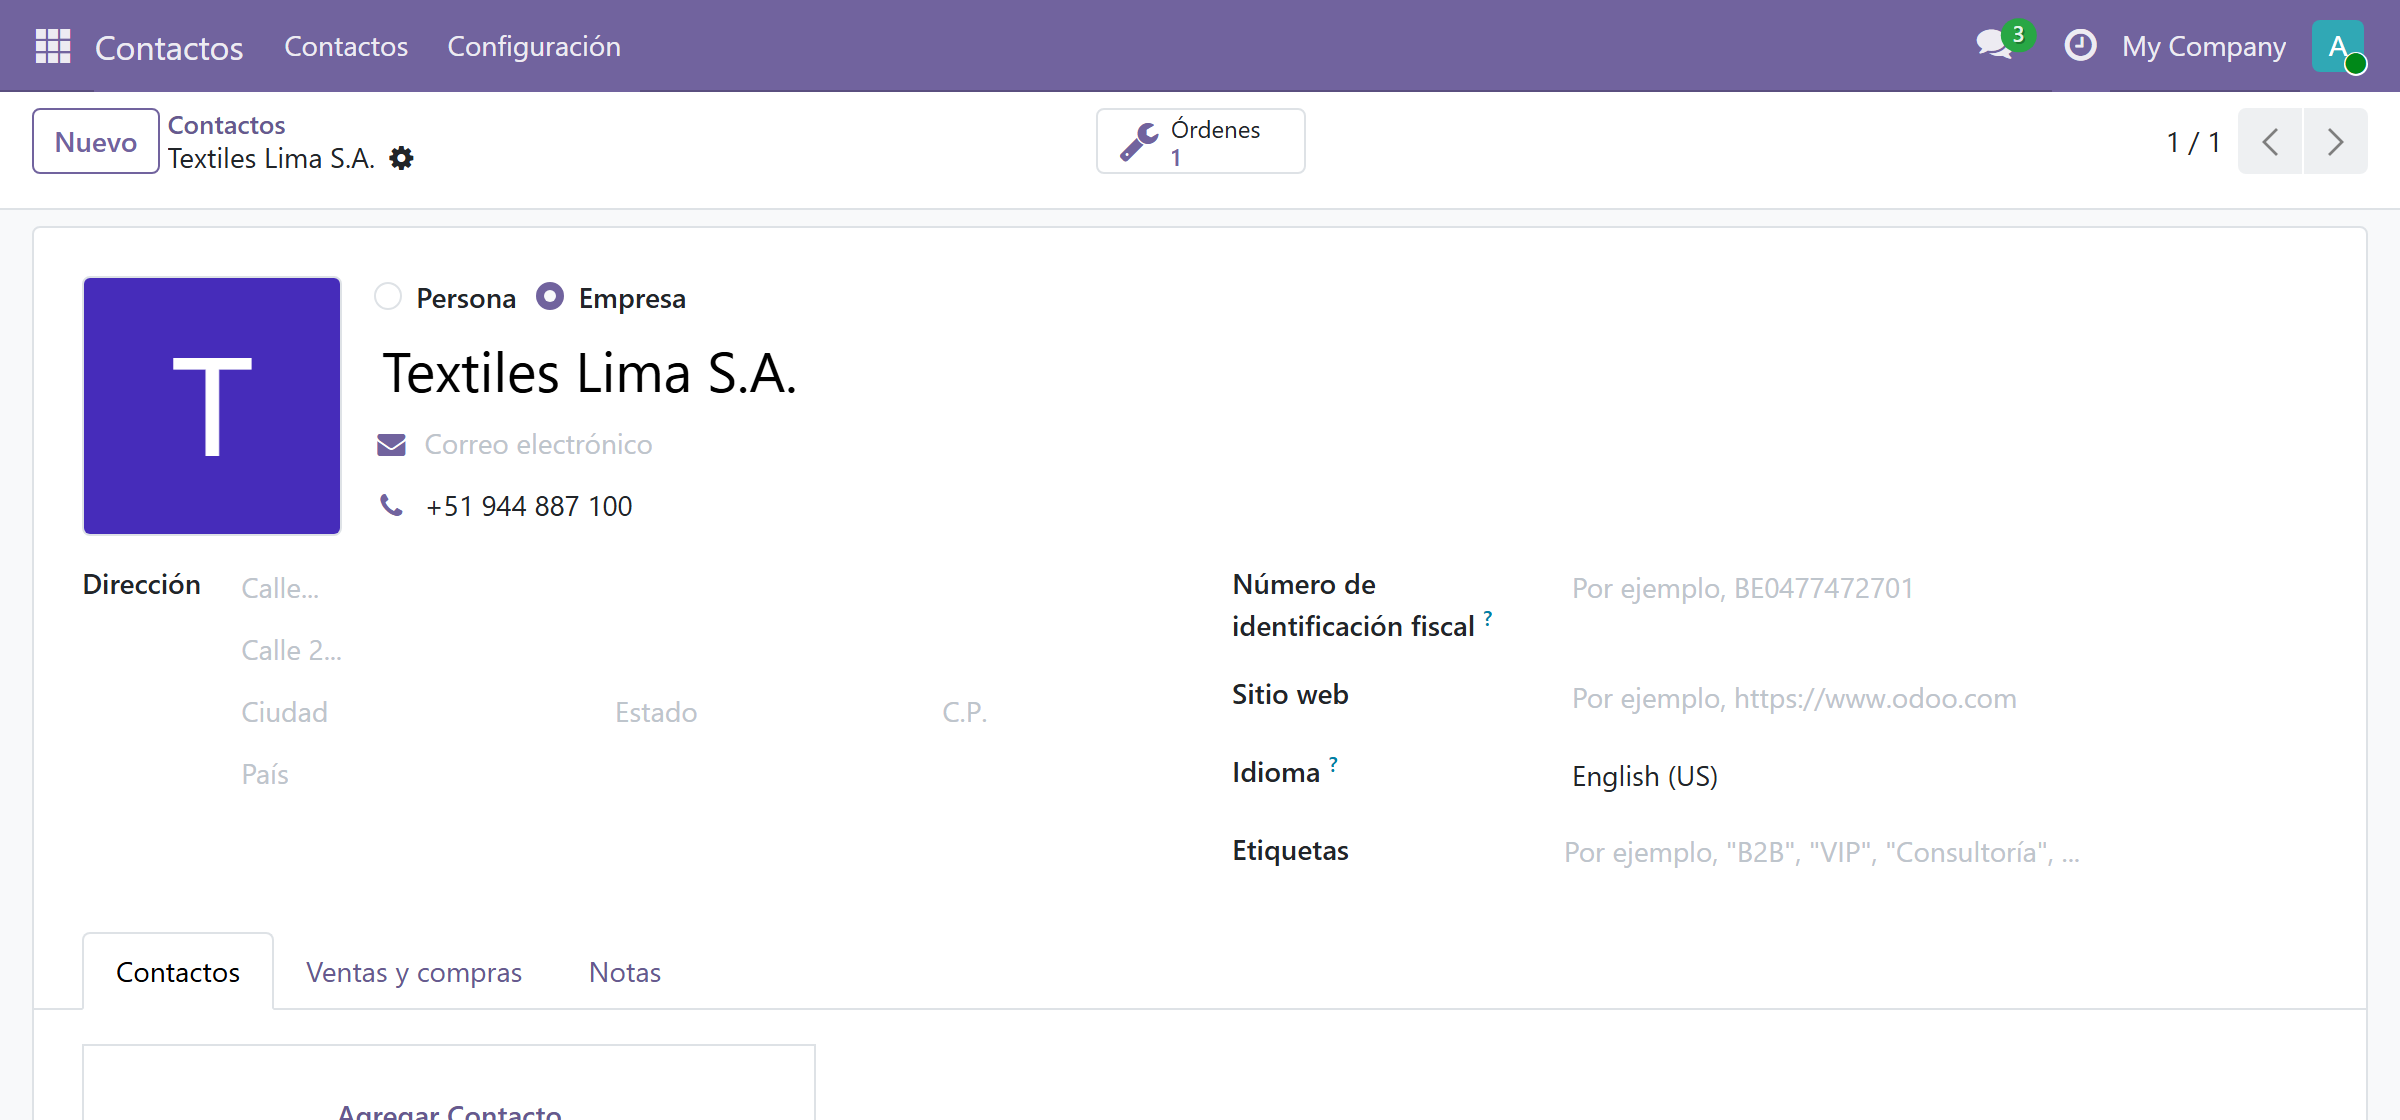 Contactos Contactos Configuración 3 My Company A
Nuevo Contactos Órdenes 1 / 1
Textiles Lima S.A. 1
Persona Empresa
T
Textiles Lima S.A.
Correo electrónico
+51 944 887 100
Dirección Calle...
Calle 2...
Ciudad Estado C.P.
País
Número de identificación fiscal ? Por ejemplo, BE0477472701
Sitio web Por ejemplo, https://www.odoo.com
Idioma ? English (US)
Etiquetas Por ejemplo, "B2B", "VIP", "Consultoría", ...
Contactos Ventas y compras Notas
Agregar Contacto